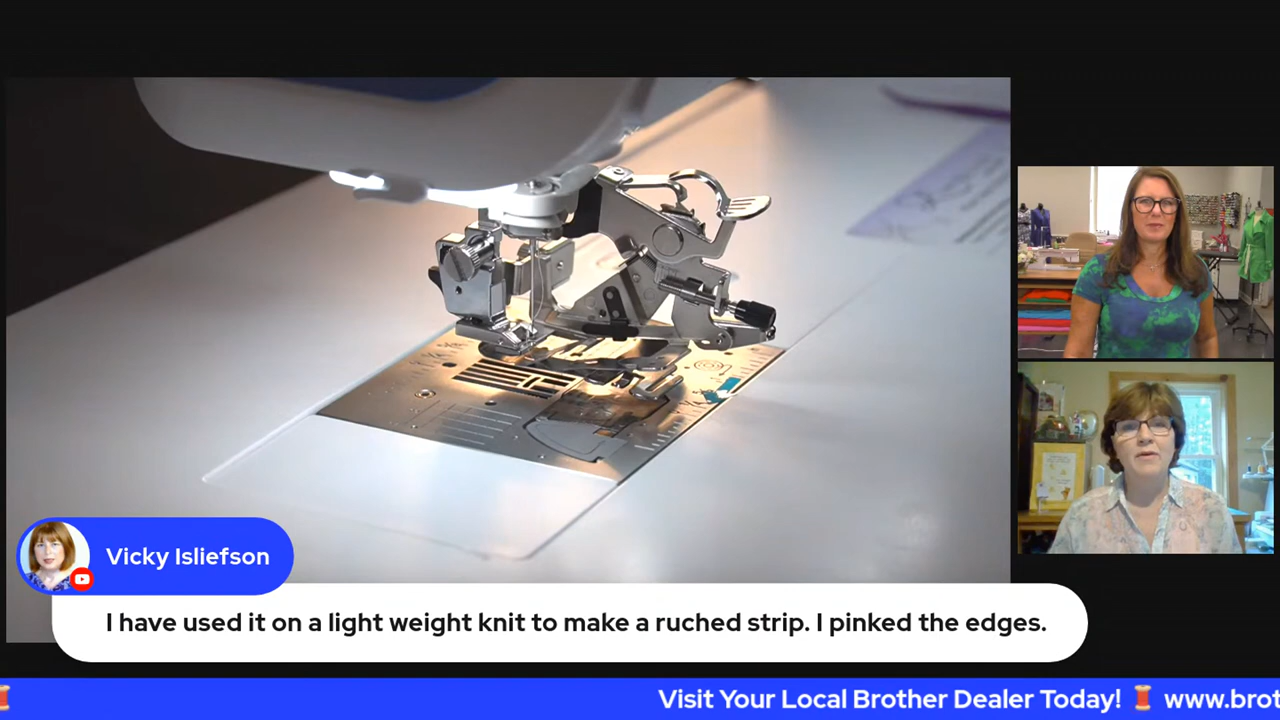 Vicky Isliefson
I have used it on a light weight knit to make a ruched strip. I pinked the edges.
Visit Your Local Brother Dealer Today! www.brot